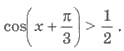 cos(x + π/3) > 1/2 .